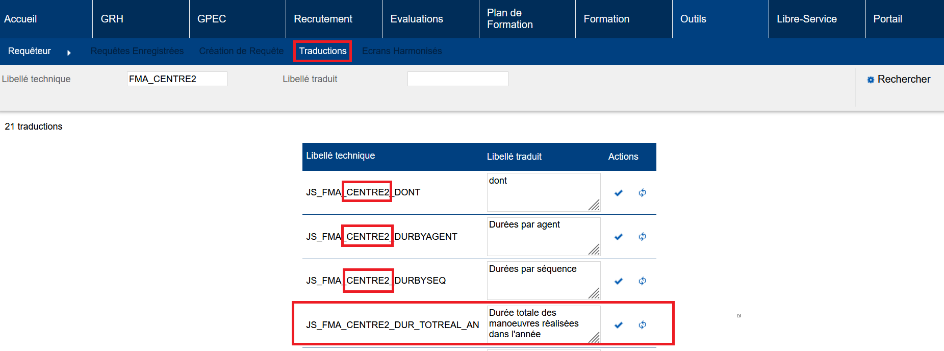 Accueil
GRH
GPEC
Recrutement
Evaluations
Plan de
Formation
Formation
Outils
Libre-Service
Portail
Requêteur
Requêtes Enregistrées
Création de Requête
Traductions
Ecrans Harmonisés
Libellé technique
FMA_CENTRE2
Libellé traduit
Rechercher
21 traductions
Libellé technique
Libellé traduit
Actions
JS_FMA_CENTRE2_DONT
dont
JS_FMA_CENTRE2_DURBYAGENT
Durées par agent
JS_FMA_CENTRE2_DURBYSEQ
Durées par séquence
JS_FMA_CENTRE2_DUR_TOTREAL_AN
Durée totale des
manoeuvres réalisées
dans l'année